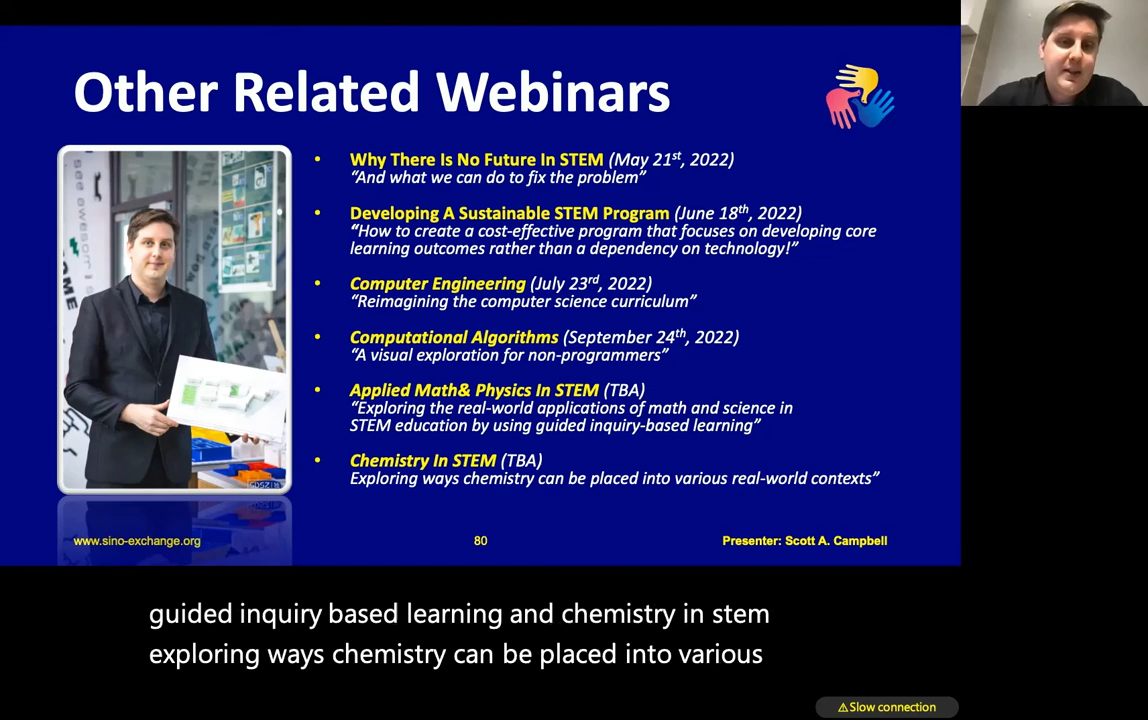 Other Related Webinars
• Why There Is No Future In STEM (May 21st, 2022)
“And what we can do to fix the problem”
• Developing A Sustainable STEM Program (June 18th, 2022)
“How to create a cost-effective program that focuses on developing core
learning outcomes rather than a dependency on technology!”
• Computer Engineering (July 23rd, 2022)
“Reimagining the computer science curriculum”
• Computational Algorithms (September 24th, 2022)
“A visual exploration for non-programmers”
• Applied Math& Physics In STEM (TBA)
“Exploring the real-world applications of math and science in
STEM education by using guided inquiry-based learning”
• Chemistry In STEM (TBA)
Exploring ways chemistry can be placed into various real-world contexts”
www.sino-exchange.org
80
Presenter: Scott A. Campbell
guided inquiry based learning and chemistry in stem
exploring ways chemistry can be placed into various
⚠Slow connection